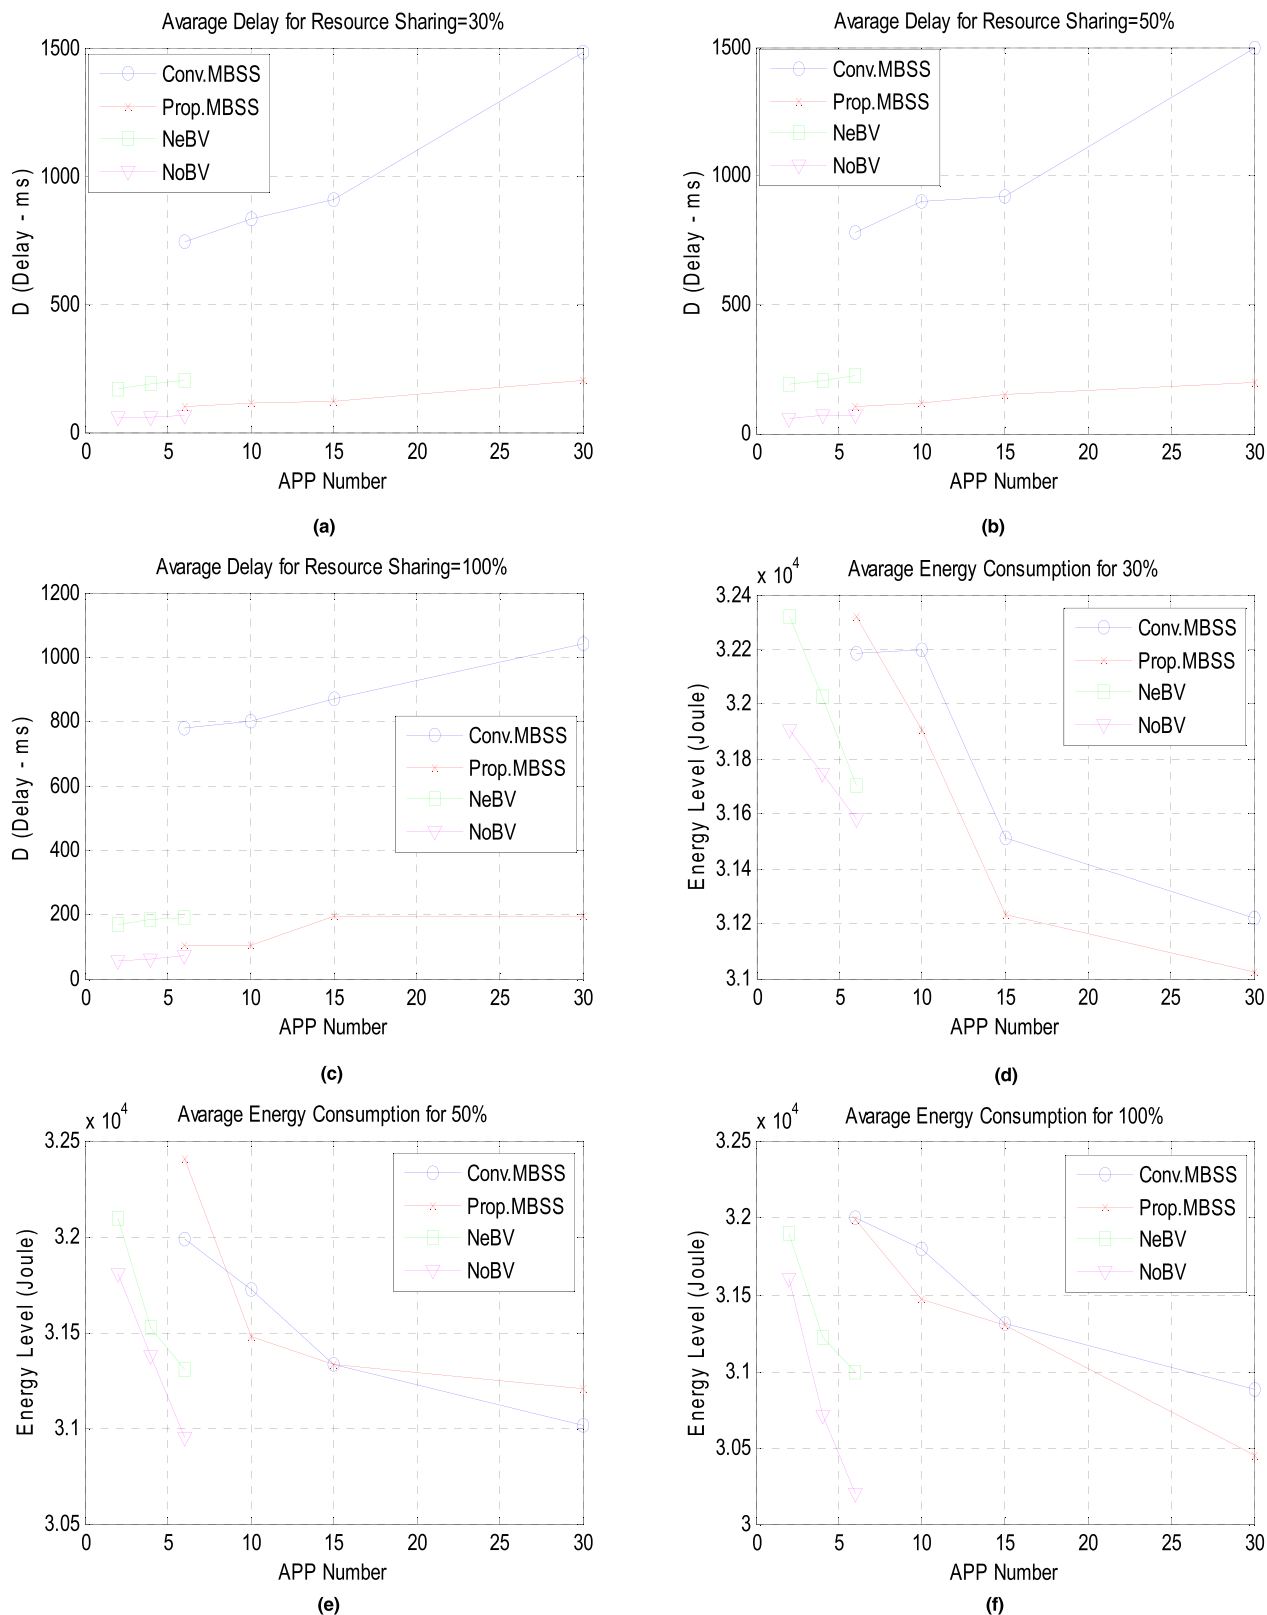 Avarage Delay for Resource Sharing=30%
1500
1000
500
0
D (Delay - ms)
Conv.MBSS
Prop.MBSS
NeBV
NoBV
0 5 10 15 20 25 30
APP Number
(a)
Avarage Delay for Resource Sharing=50%
1500
1000
500
0
D (Delay - ms)
Conv.MBSS
Prop.MBSS
NeBV
NoBV
0 5 10 15 20 25 30
APP Number
(b)
Avarage Delay for Resource Sharing=100%
1200
1000
800
600
400
200
0
D (Delay - ms)
Conv.MBSS
Prop.MBSS
NeBV
NoBV
0 5 10 15 20 25 30
APP Number
(c)
x 10^4
Avarage Energy Consumption for 30%
3.24
3.22
3.2
3.18
3.16
3.14
3.12
3.1
Energy Level (Joule)
Conv.MBSS
Prop.MBSS
NeBV
NoBV
0 5 10 15 20 25 30
APP Number
(d)
x 10^4
Avarage Energy Consumption for 50%
3.25
3.2
3.15
3.1
3.05
Energy Level (Joule)
Conv.MBSS
Prop.MBSS
NeBV
NoBV
0 5 10 15 20 25 30
APP Number
(e)
x 10^4
Avarage Energy Consumption for 100%
3.25
3.2
3.15
3.1
3.05
3
Energy Level (Joule)
Conv.MBSS
Prop.MBSS
NeBV
NoBV
0 5 10 15 20 25 30
APP Number
(f)